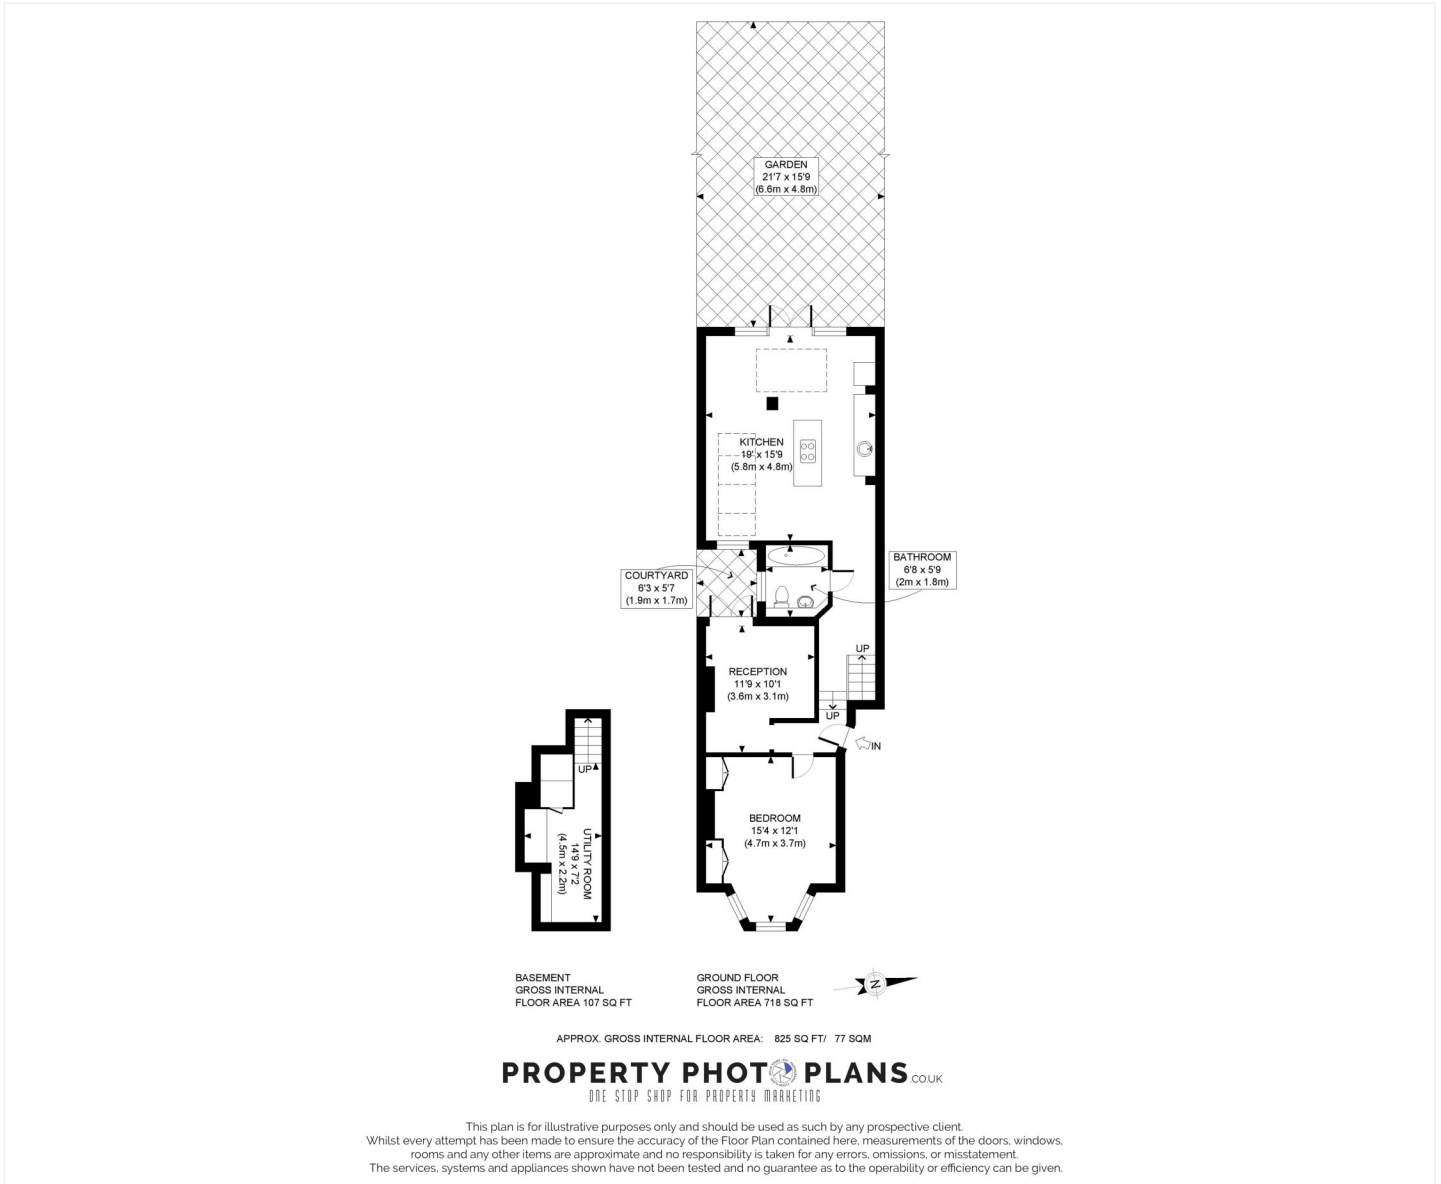 GARDEN
21'7 x 15'9
(6.6m x 4.8m)
KITCHEN
19' x 15'9
(5.8m x 4.8m)
COURTYARD
6'3 x 5'7
(1.9m x 1.7m)
BATHROOM
6'8 x 5'9
(2m x 1.8m)
UP
RECEPTION
11'9 x 10'1
(3.6m x 3.1m)
UP
IN
UP
BEDROOM
15'4 x 12'1
(4.7m x 3.7m)
UTILITY ROOM
14'9 x 7'2
(4.5m x 2.2m)
BASEMENT
GROSS INTERNAL
FLOOR AREA 107 SQ FT
GROUND FLOOR
GROSS INTERNAL
FLOOR AREA 718 SQ FT
N
APPROX. GROSS INTERNAL FLOOR AREA: 825 SQ FT/ 77 SQM
PROPERTY PHOTO PLANS.CO.UK
ONE STOP SHOP FOR PROPERTY MARKETING
This plan is for illustrative purposes only and should be used as such by any prospective client.
Whilst every attempt has been made to ensure the accuracy of the Floor Plan contained here, measurements of the doors, windows,
rooms and any other items are approximate and no responsibility is taken for any errors, omissions, or misstatement.
The services, systems and appliances shown have not been tested and no guarantee as to the operability or efficiency can be given.